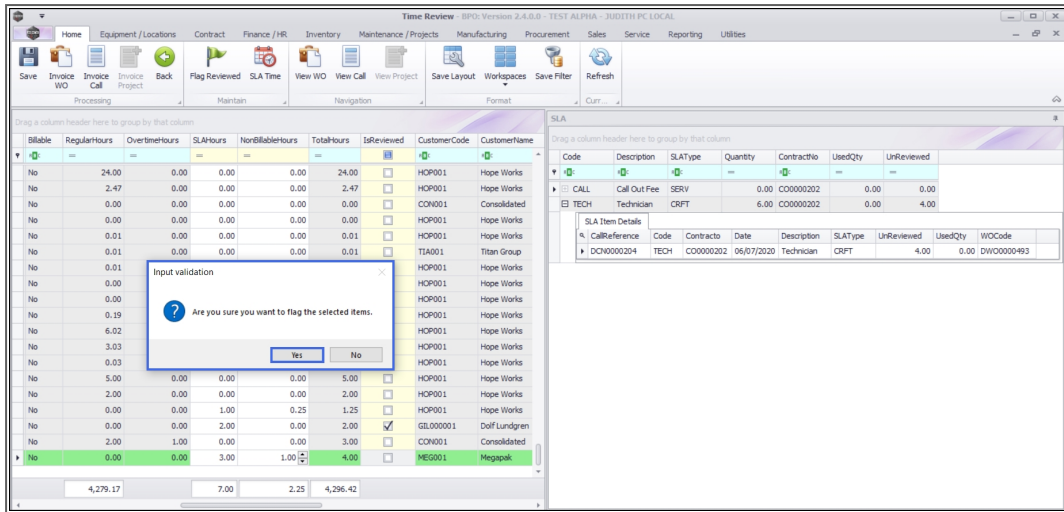 Time Review - BPO: Version 2.4.0.0 - TEST ALPHA - JUDITH PC LOCAL
Home Equipment / Locations Contract Finance / HR Inventory Maintenance / Projects Manufacturing Procurement Sales Service Reporting Utilities
Save Invoice WO Invoice Call Invoice Project Back Flag Reviewed SLA Time View WO View Call View Project Save Layout Workspaces Save Filter Refresh
Processing Maintain Navigation Format Curr...
Drag a column header here to group by that column
Billable RegularHours OvertimeHours SLAHours NonBillableHours TotalHours IsReviewed CustomerCode CustomerName
No 24.00 0.00 0.00 0.00 24.00 HOP001 Hope Works
No 2.47 0.00 0.00 0.00 2.47 HOP001 Hope Works
No 0.00 0.00 0.00 0.00 0.00 CON001 Consolidated
No 0.00 0.00 0.00 0.00 0.00 HOP001 Hope Works
No 0.01 0.00 0.00 0.00 0.01 HOP001 Hope Works
No 0.01 0.00 0.00 0.00 0.01 TIA001 Titan Group
No 0.01 HOP001 Hope Works
No 0.00 HOP001 Hope Works
No 0.00 HOP001 Hope Works
No 0.19 HOP001 Hope Works
No 6.02 HOP001 Hope Works
No 3.03 HOP001 Hope Works
No 0.03 HOP001 Hope Works
No 5.00 0.00 0.00 0.00 5.00 HOP001 Hope Works
No 2.00 0.00 0.00 0.00 2.00 HOP001 Hope Works
No 0.00 0.00 1.00 0.25 1.25 HOP001 Hope Works
No 0.00 0.00 2.00 0.00 2.00 GIL000001 Dolf Lundgren
No 2.00 1.00 0.00 0.00 3.00 CON001 Consolidated
No 0.00 0.00 3.00 1.00 4.00 MEG001 Megapak
4,279.17 7.00 2.25 4,296.42
Input validation
Are you sure you want to flag the selected items.
Yes No
SLA
Drag a column header here to group by that column
Code Description SLAType Quantity ContractNo UsedQty UnReviewed
CALL Call Out Fee SERV 0.00 CO0000202 0.00 0.00
TECH Technician CRFT 6.00 CO0000202 0.00 4.00
SLA Item Details
CallReference Code Contracto Date Description SLAType UnReviewed UsedQty WOCode
DCN0000204 TECH CO0000202 06/07/2020 Technician CRFT 4.00 0.00 DWO0000493